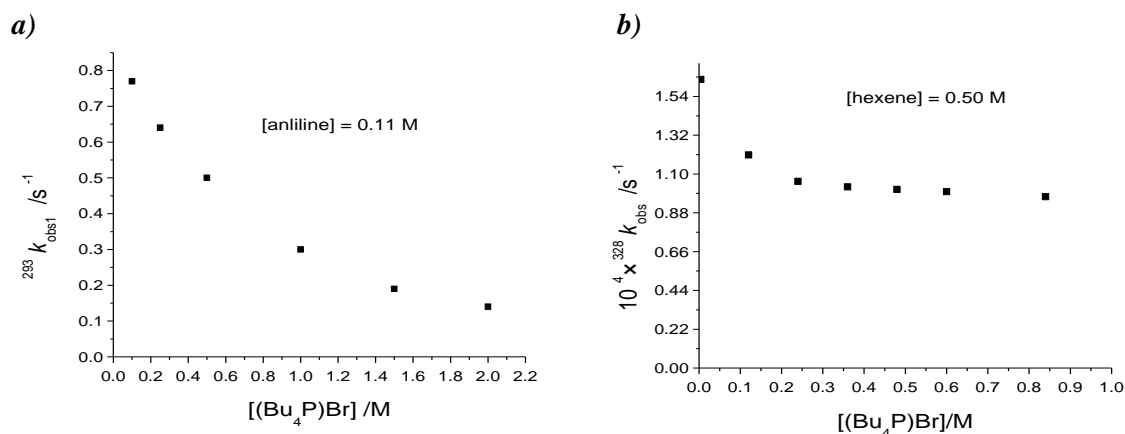 a)
0.8
0.7
0.6
0.5
0.4
0.3
0.2
0.1
0.0
293 k obs1 /s -1
[anliline] = 0.11 M
0.0 0.2 0.4 0.6 0.8 1.0 1.2 1.4 1.6 1.8 2.0 2.2
[(Bu4P)Br] /M
b)
1.54
1.32
1.10
0.88
0.66
0.44
0.22
0.00
10 4 x 328 k obs /s -1
[hexene] = 0.50 M
0.0 0.1 0.2 0.3 0.4 0.5 0.6 0.7 0.8 0.9 1.0
[(Bu4P)Br]/M